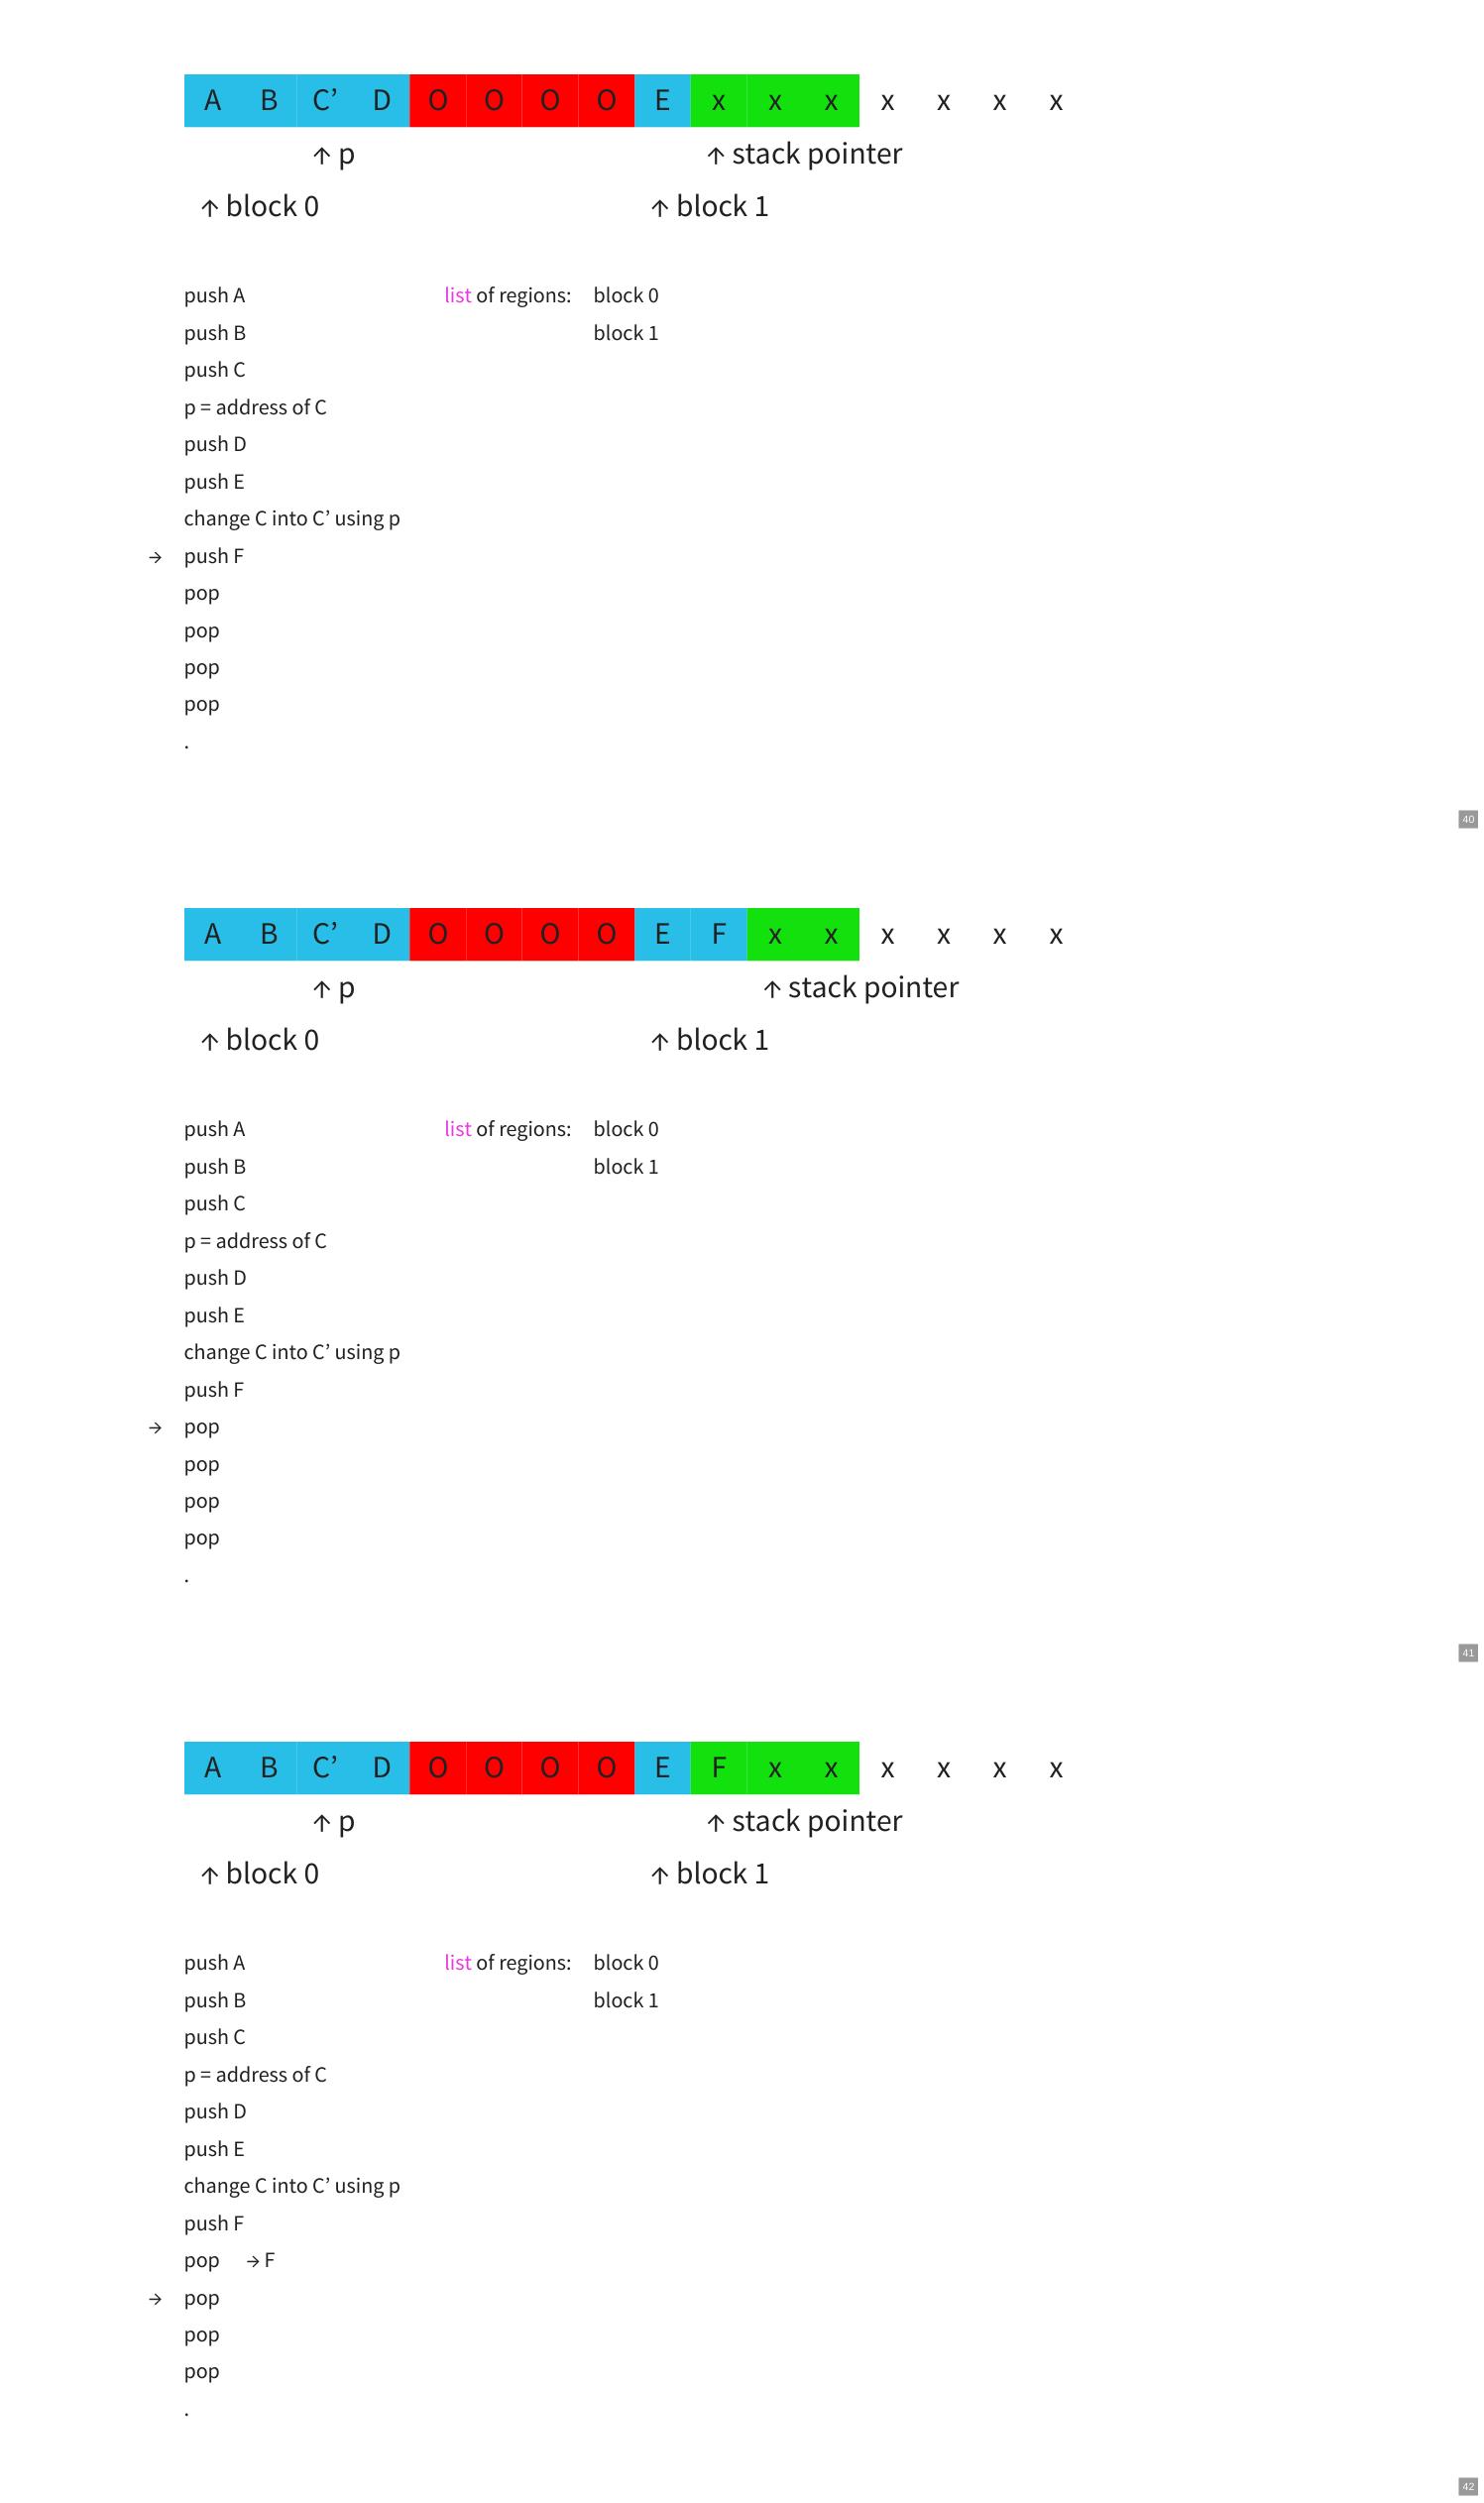 A B C’ D O O O O E x x x x x x x
↑ p ↑ stack pointer
↑ block 0 ↑ block 1
push A list of regions: block 0
push B block 1
push C
p = address of C
push D
push E
change C into C’ using p
→ push F
pop
pop
pop
pop
.
40
A B C’ D O O O O E F x x x x x x
↑ p ↑ stack pointer
↑ block 0 ↑ block 1
push A list of regions: block 0
push B block 1
push C
p = address of C
push D
push E
change C into C’ using p
push F
→ pop
pop
pop
pop
.
41
A B C’ D O O O O E F x x x x x x
↑ p ↑ stack pointer
↑ block 0 ↑ block 1
push A list of regions: block 0
push B block 1
push C
p = address of C
push D
push E
change C into C’ using p
push F
pop → F
→ pop
pop
pop
.
42